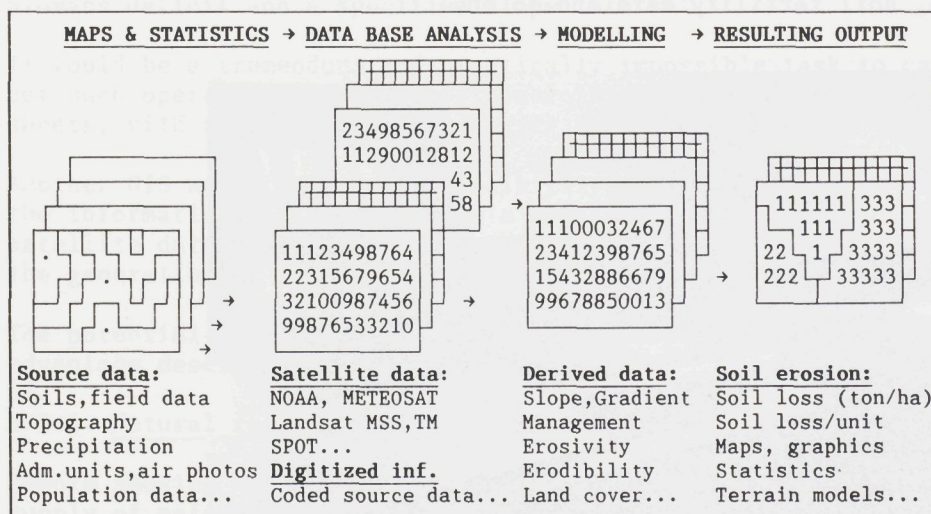 MAPS & STATISTICS → DATA BASE ANALYSIS → MODELLING → RESULTING OUTPUT
23498567321
11290012812
43
58
11123498764
22315679654
32100987456
99876533210
11100032467
23412398765
15432886679
99678850013
111111 333
111 333
22 1 3333
222 33333
Source data:
Soils,field data
Topography
Precipitation
Adm.units,air photos
Population data...
Satellite data:
NOAA, METEOSAT
Landsat MSS,TM
SPOT...
Digitized inf.
Coded source data...
Derived data:
Slope,Gradient
Management
Erosivity
Erodibility
Land cover...
Soil erosion:
Soil loss (ton/ha)
Soil loss/unit
Maps, graphics
Statistics
Terrain models...